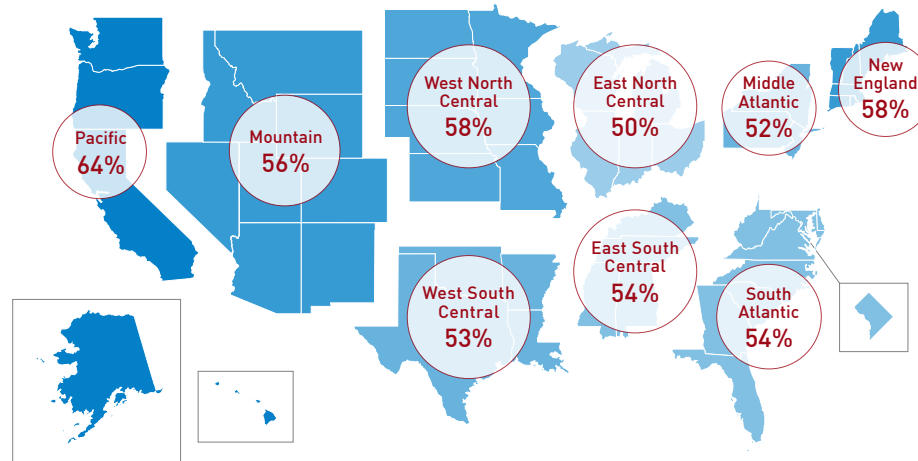 Pacific
64%
Mountain
56%
West North
Central
58%
East North
Central
50%
Middle
Atlantic
52%
New
England
58%
West South
Central
53%
East South
Central
54%
South
Atlantic
54%